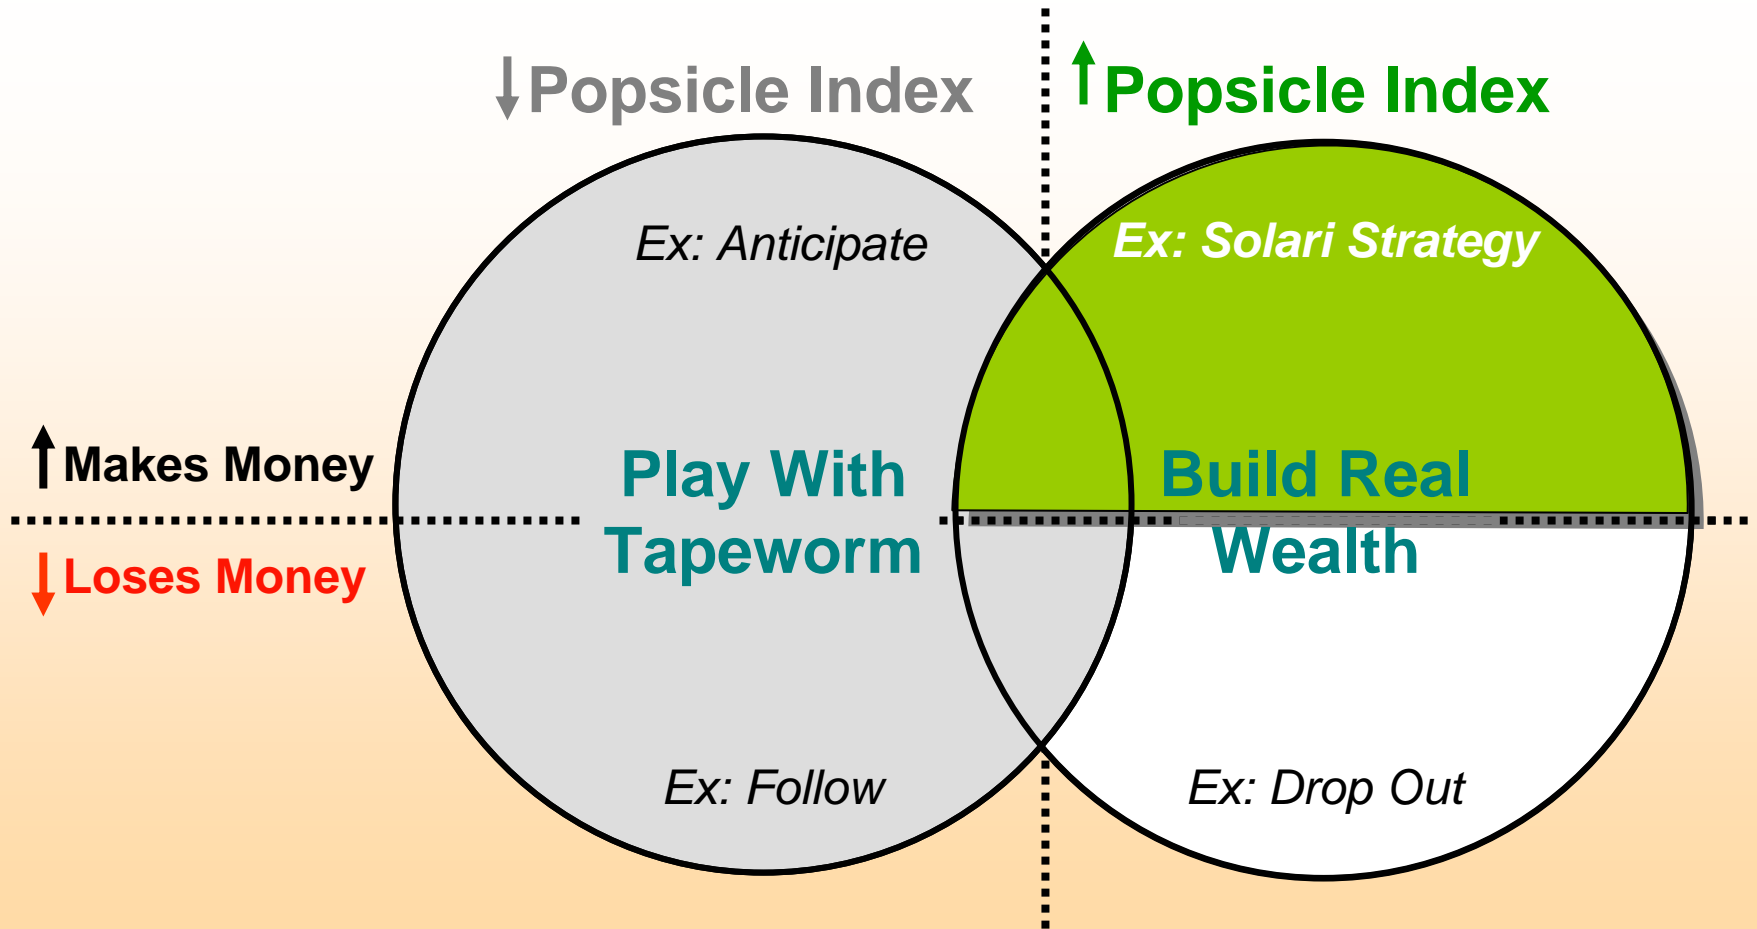 ↓Popsicle Index
↑Popsicle Index
Ex: Anticipate
Ex: Solari Strategy
↑Makes Money
Play With
Tapeworm
Build Real
Wealth
↓Loses Money
Ex: Follow
Ex: Drop Out